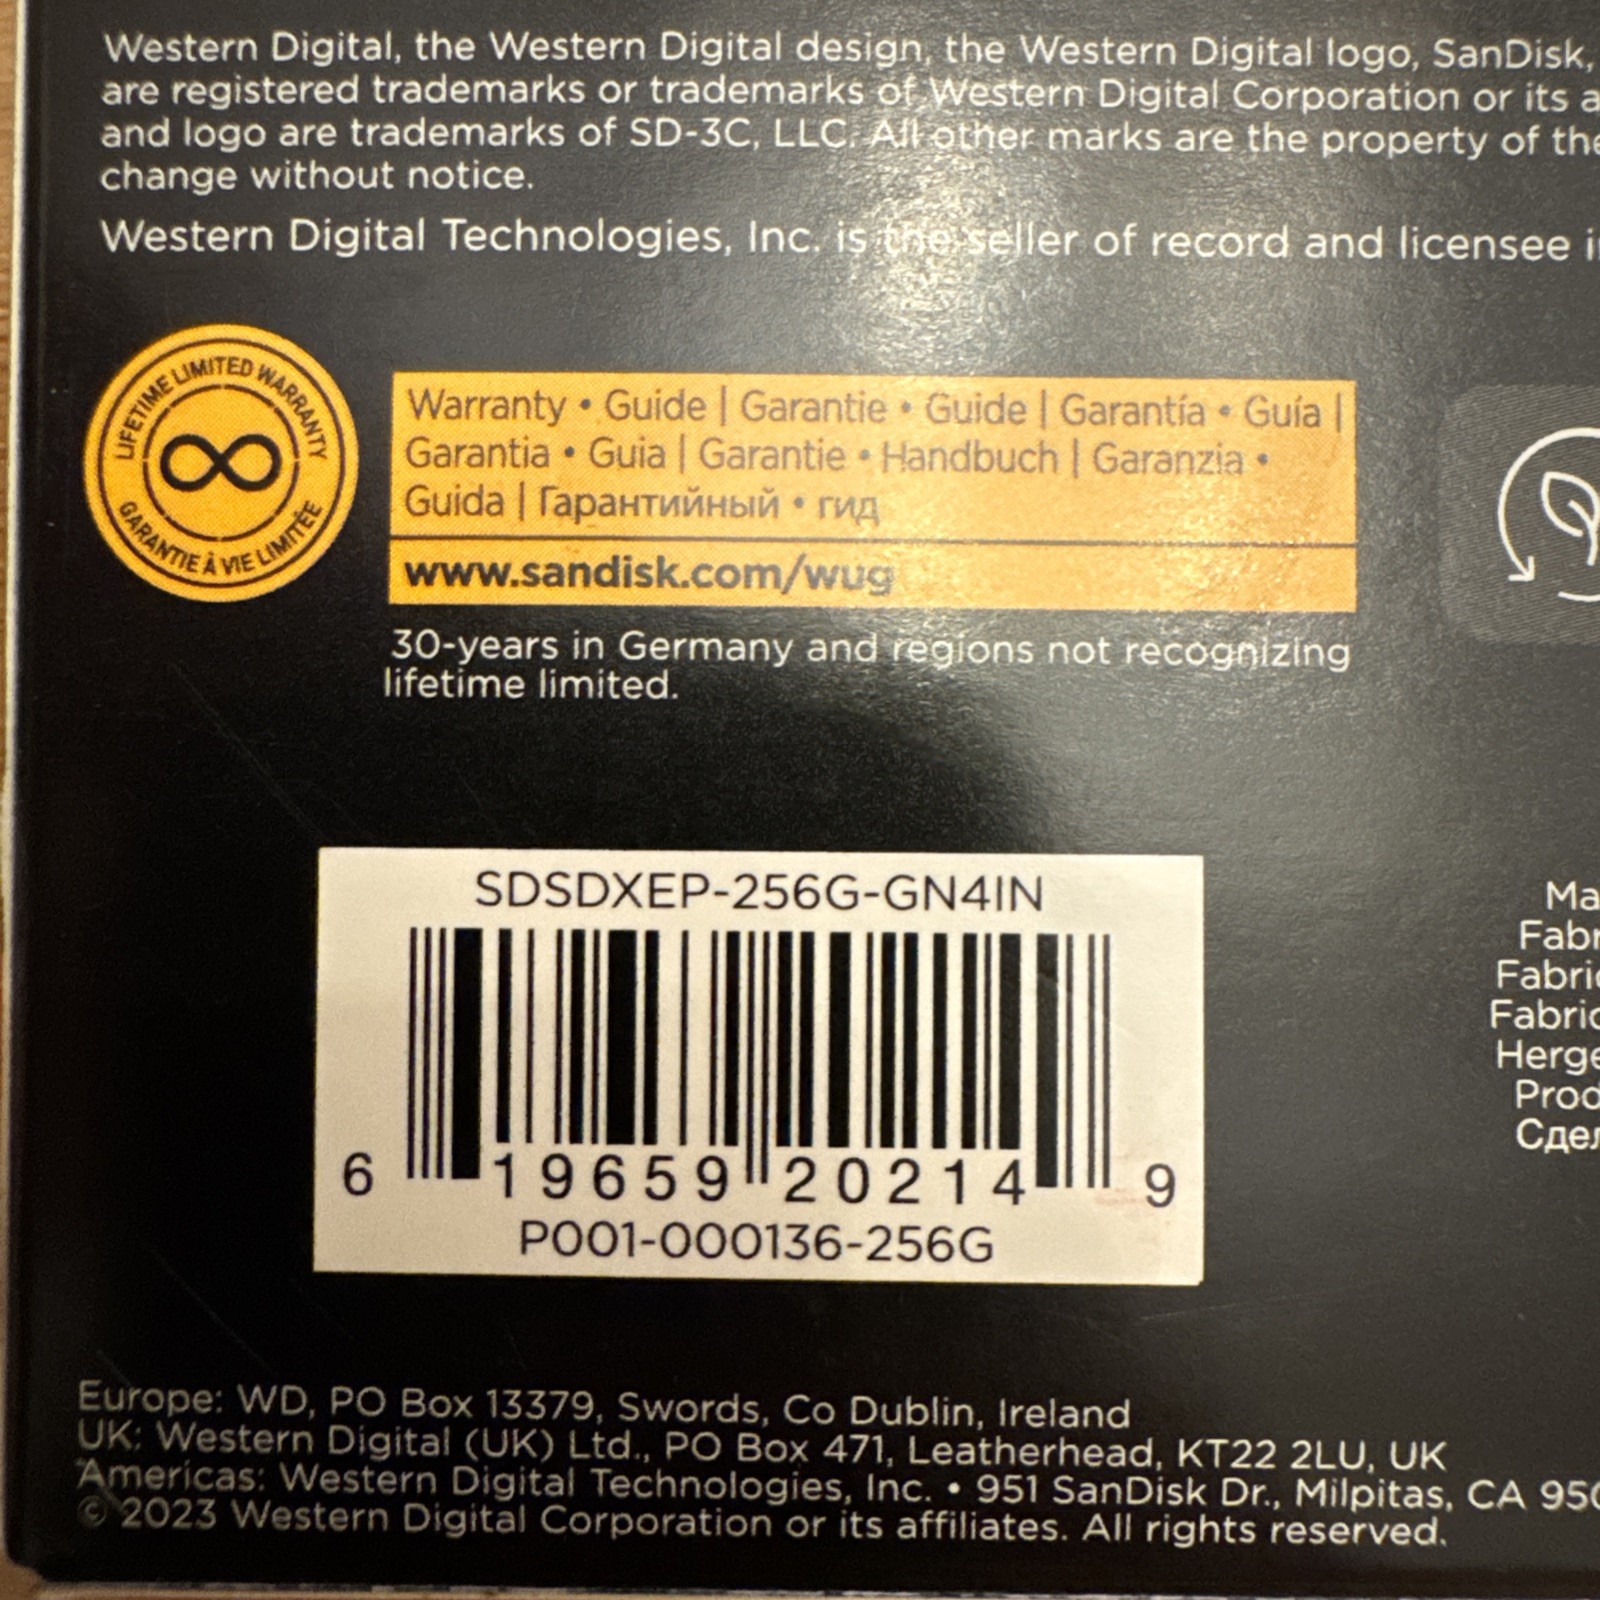 Western Digital, the Western Digital design, the Western Digital logo, SanDisk,
are registered trademarks or trademarks of Western Digital Corporation or its a
and logo are trademarks of SD-3C, LLC. All other marks are the property of the
change without notice.
Western Digital Technologies, Inc. is the seller of record and licensee in
LIFETIME LIMITED WARRANTY
GARANTIE À VIE LIMITÉE
Warranty • Guide | Garantie • Guide | Garantía • Guía |
Garantia • Guia | Garantie • Handbuch | Garanzia •
Guida | Гарантийный • гид
www.sandisk.com/wug
30-years in Germany and regions not recognizing
lifetime limited.
SDSDXEP-256G-GN4IN
6 19659 20214 9
P001-000136-256G
Ma
Fabr
Fabric
Fabric
Herge
Prod
Сдел
Europe: WD, PO Box 13379, Swords, Co Dublin, Ireland
UK: Western Digital (UK) Ltd., PO Box 471, Leatherhead, KT22 2LU, UK
Americas: Western Digital Technologies, Inc. • 951 SanDisk Dr., Milpitas, CA 950
© 2023 Western Digital Corporation or its affiliates. All rights reserved.